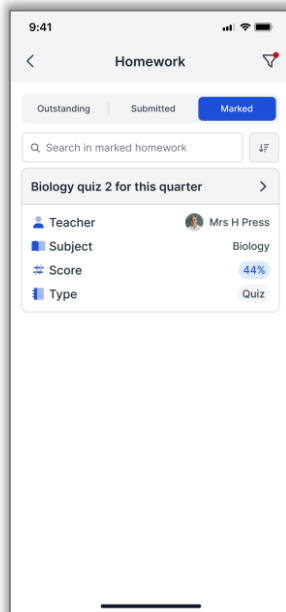 9:41
Homework
Outstanding Submitted Marked
Search in marked homework
Biology quiz 2 for this quarter
Teacher Mrs H Press
Subject Biology
Score 44%
Type Quiz